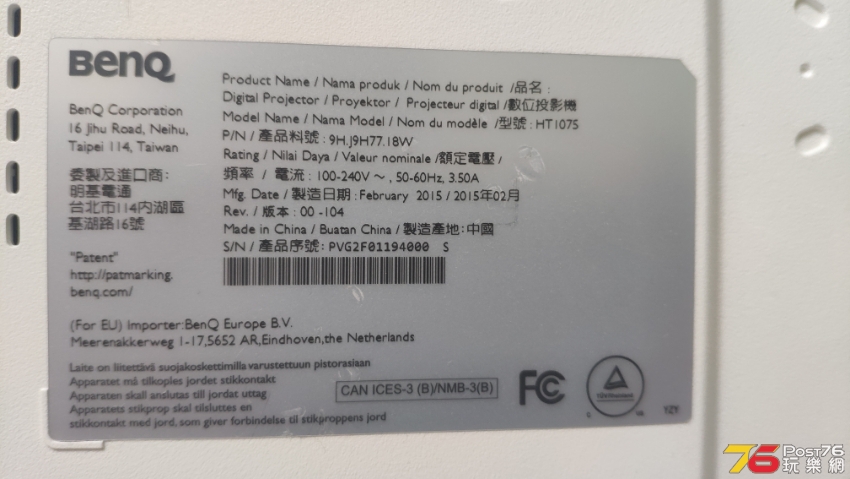 BenQ
BenQ Corporation
16 Jihu Road, Neihu,
Taipei 114, Taiwan
委製及進口商:
明基電通
台北市114內湖區
基湖路16號
"Patent"
http://patmarking.
benq.com/
Product Name / Nama produk / Nom du produit /品名 :
Digital Projector / Proyektor / Projecteur digital /數位投影機
Model Name / Nama Model / Nom du modèle /型號 : HT1075
P/N / 產品料號 : 9H.J9H77.18W
Rating / Nilai Daya / Valeur nominale /額定電壓 /
頻率 / 電流 : 100-240V ~ , 50-60Hz, 3.50A
Mfg. Date / 製造日期 : February 2015 / 2015年02月
Rev. / 版本 : 00 -104
Made in China / Buatan China / 製造產地: 中國
S/N / 產品序號: PVG2F01194000 S
(For EU) Importer:BenQ Europe B.V.
Meerenakkerweg 1-17,5652 AR,Eindhoven,the Netherlands
Laite on liitettävä suojakoskettimilla varustettuun pistorasiaan
Apparatet må tilkoples jordet stikkontakt
Apparaten skall anslutas till jordat uttag
Apparatets stikprop skal tilsluttes en
stikkontakt med jord, som giver forbindelse til stikproppens jord
CAN ICES-3 (B)/NMB-3(B)
FC
YZY
76 Post76
玩樂網